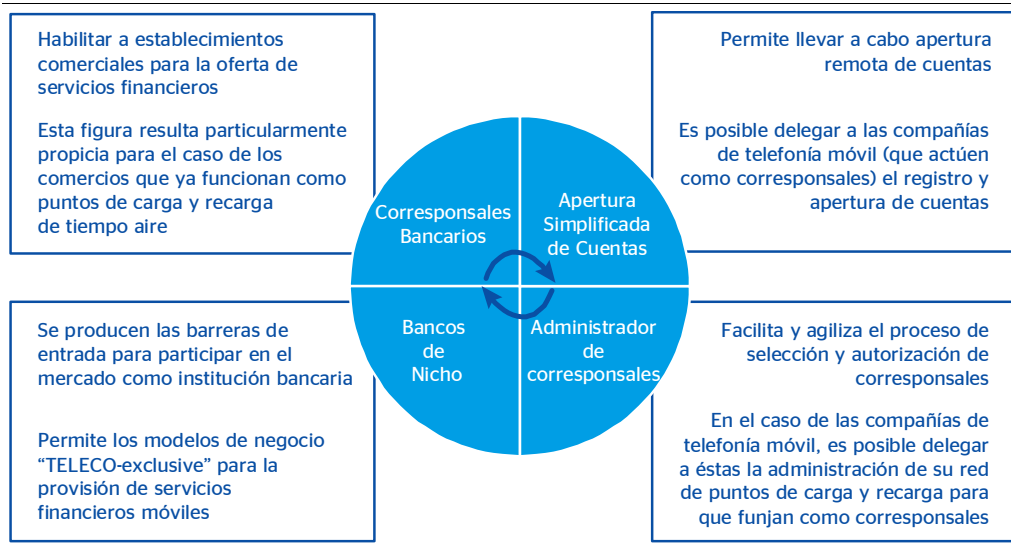 Habilitar a establecimientos
comerciales para la oferta de
servicios financieros
Esta figura resulta particularmente
propicia para el caso de los
comercios que ya funcionan como
puntos de carga y recarga
de tiempo aire
Permite llevar a cabo apertura
remota de cuentas
Es posible delegar a las compañías
de telefonía móvil (que actúen
como corresponsales) el registro y
apertura de cuentas
Corresponsales
Bancarios
Apertura
Simplificada
de Cuentas
Bancos
de
Nicho
Administrador
de
corresponsales
Se producen las barreras de
entrada para participar en el
mercado como institución bancaria
Permite los modelos de negocio
“TELECO-exclusive” para la
provisión de servicios
financieros móviles
Facilita y agiliza el proceso de
selección y autorización de
corresponsales
En el caso de las compañías de
telefonía móvil, es posible delegar
a éstas la administración de su red
de puntos de carga y recarga para
que funjan como corresponsales